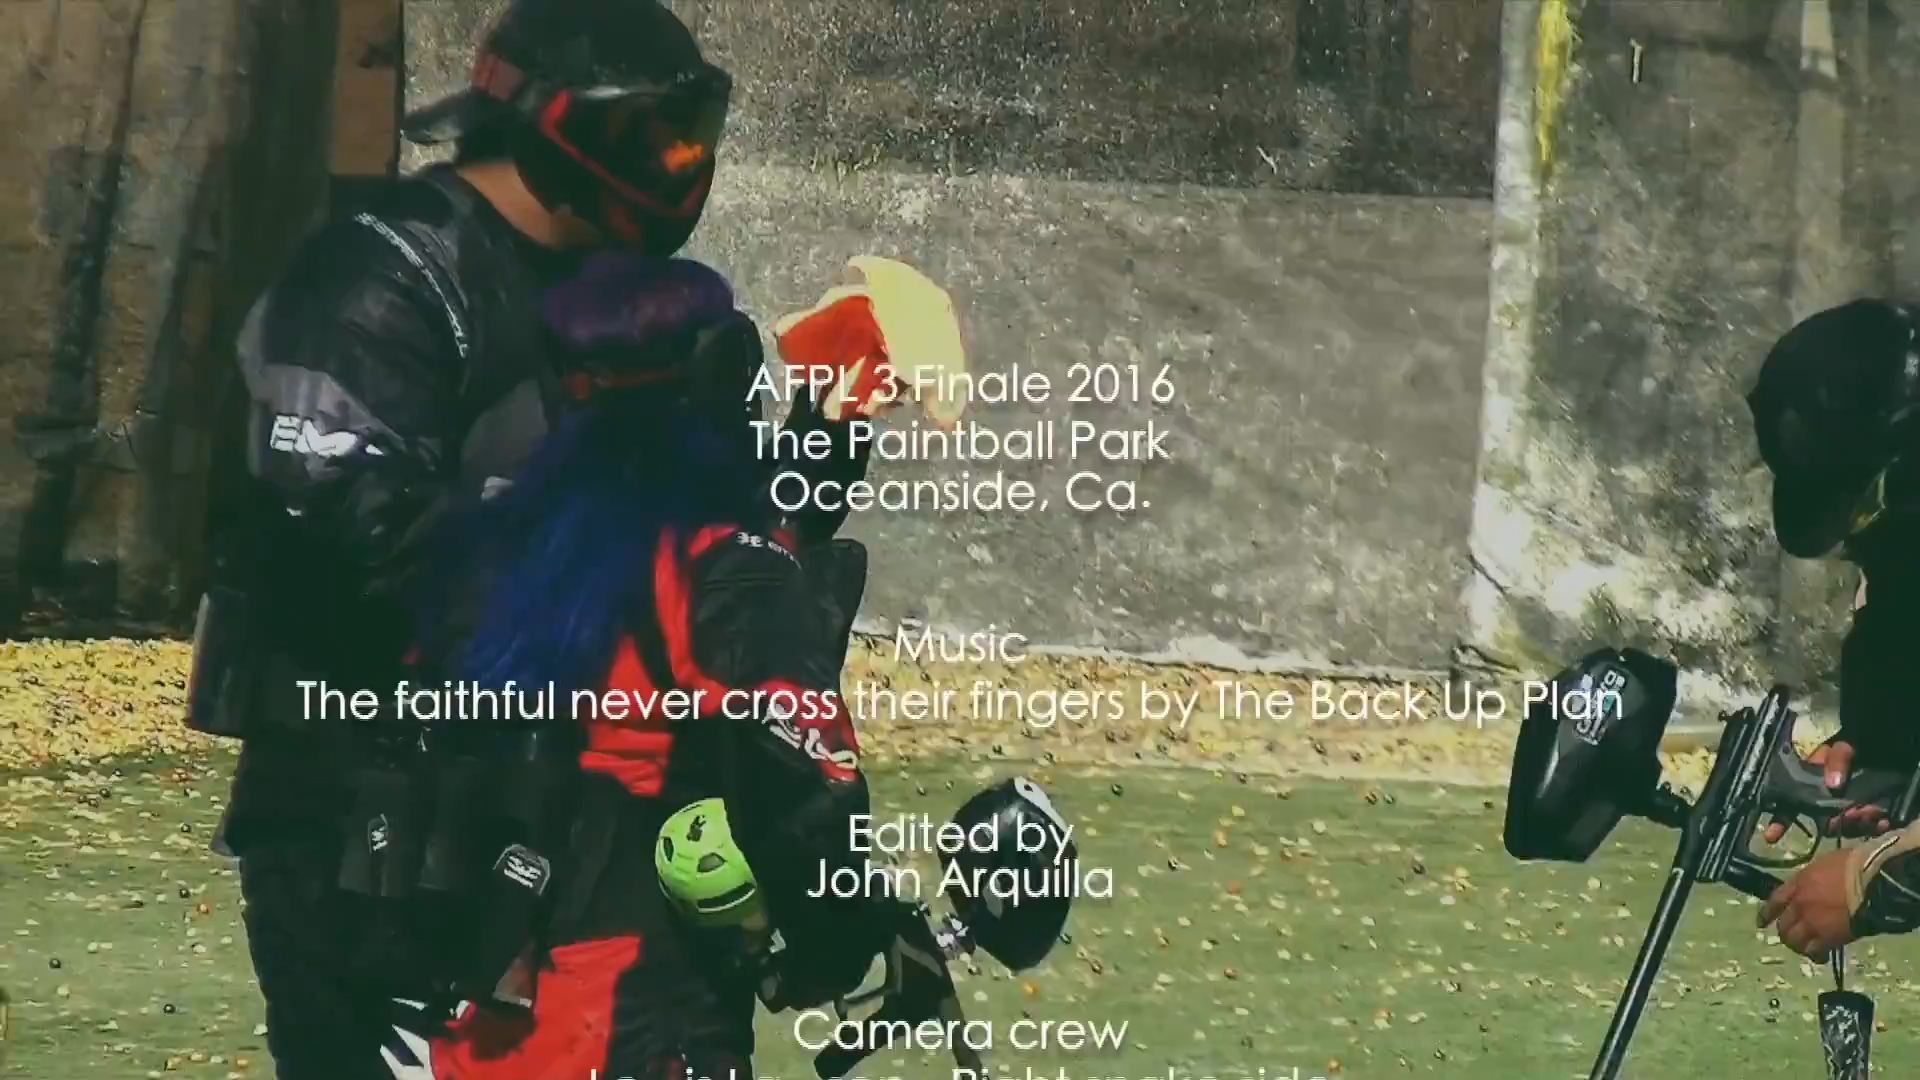 AFPL 3 Finale 2016
The Paintball Park
Oceanside, Ca.
Music
The faithful never cross their fingers by The Back Up Plan
Edited by
John Arquilla
Camera crew